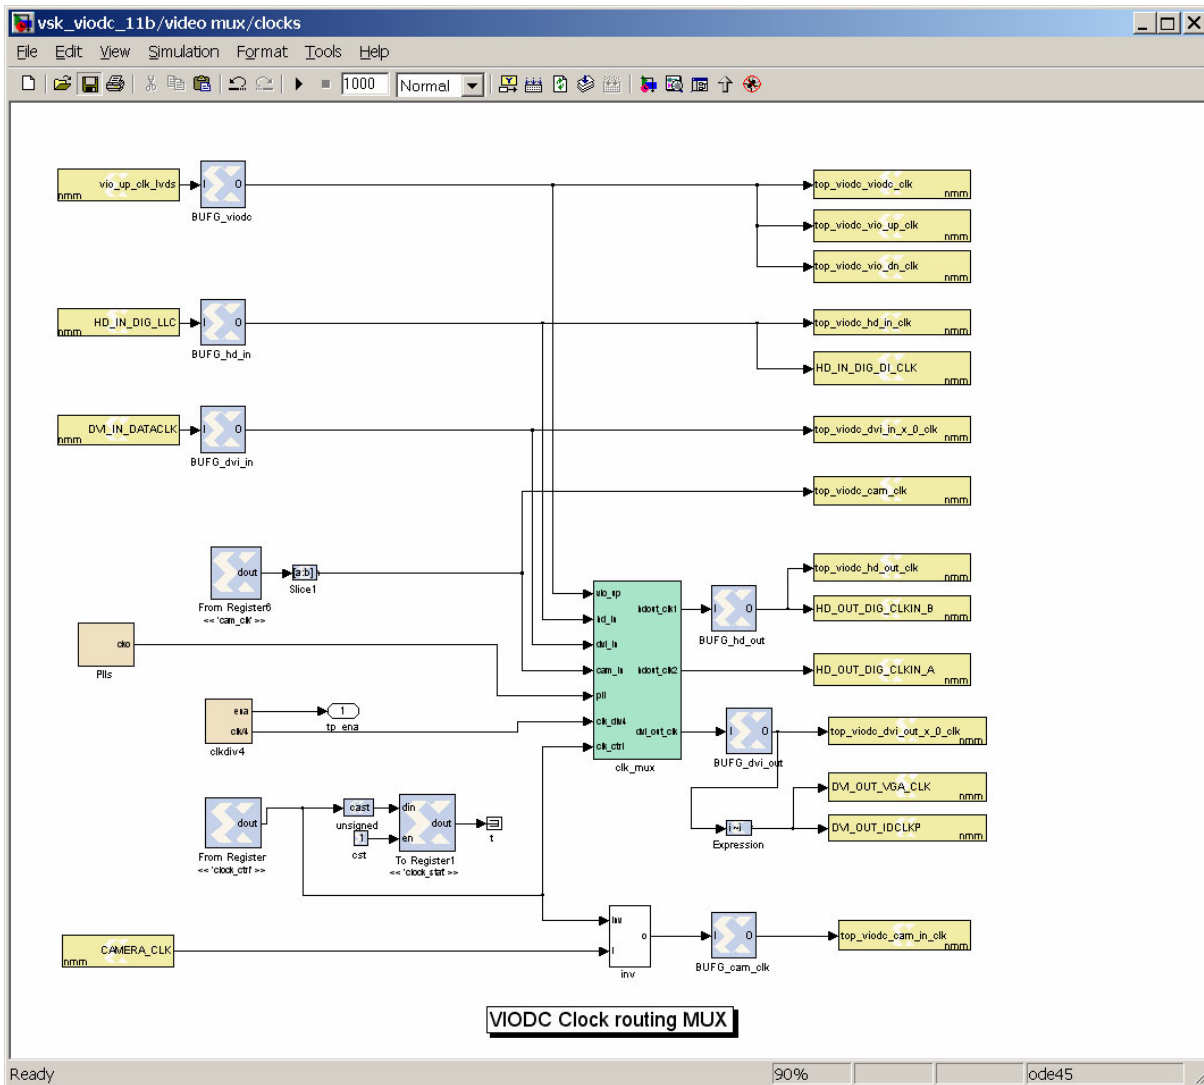 vsk_viodc_11b/video mux/clocks
File Edit View Simulation Format Tools Help
1000 Normal
vio_up_clk_lvds
nmm
I O
BUFG_viodc
top_viodc_viodc_clk
nmm
top_viodc_vio_up_clk
nmm
top_viodc_vio_dn_clk
nmm
HD_IN_DIG_LLC
nmm
I O
BUFG_hd_in
top_viodc_hd_in_clk
nmm
HD_IN_DIG_DI_CLK
nmm
DVI_IN_DATACLK
nmm
I O
BUFG_dvi_in
top_viodc_dvi_in_x_0_clk
nmm
top_viodc_cam_clk
nmm
dout
From Register6
<< 'cam_clk' >>
[a:b]
Slice1
cko
Plls
ena
clk4
clkdiv4
1
tp_ena
vio_up
hd_in
dvi_in
cam_in
pll
clk_div4
clk_ctrl
hdout_clk1
hdout_clk2
dvi_out_clk
clk_mux
I O
BUFG_hd_out
top_viodc_hd_out_clk
nmm
HD_OUT_DIG_CLKIN_B
nmm
HD_OUT_DIG_CLKIN_A
nmm
I O
BUFG_dvi_out
top_viodc_dvi_out_x_0_clk
nmm
Expression
DVI_OUT_VGA_CLK
nmm
DVI_OUT_IDCLKP
nmm
dout
From Register
<< 'clock_ctrl' >>
cast
unsigned
1
cst
din
en
dout
To Register1
<< 'clock_stat' >>
t
CAMERA_CLK
nmm
inv
I
o
inv
I O
BUFG_cam_clk
top_viodc_cam_in_clk
nmm
VIODC Clock routing MUX
Ready 90% ode45